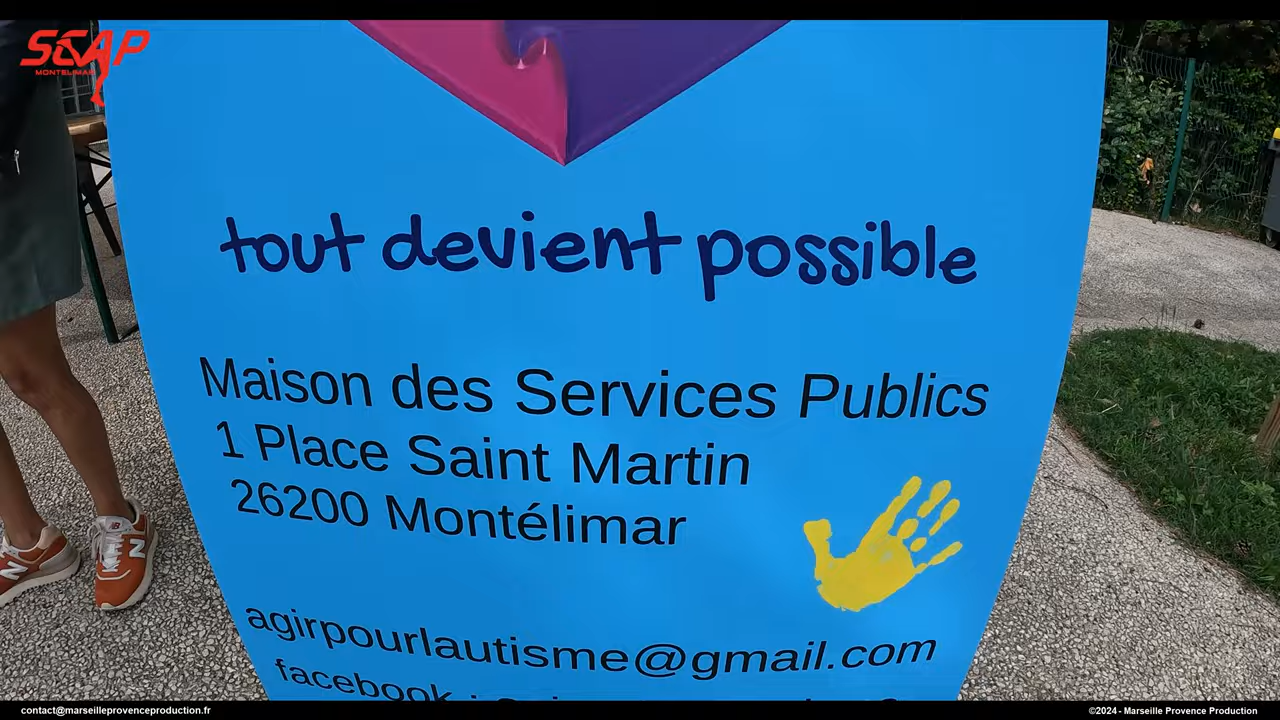 SCAP
MONTELIMAR
tout devient possible
Maison des Services Publics
1 Place Saint Martin
26200 Montélimar
agirpourlautisme@gmail.com
facebook :
N
N
contact@marseilleprovenceproduction.fr
©2024 - Marseille Provence Production